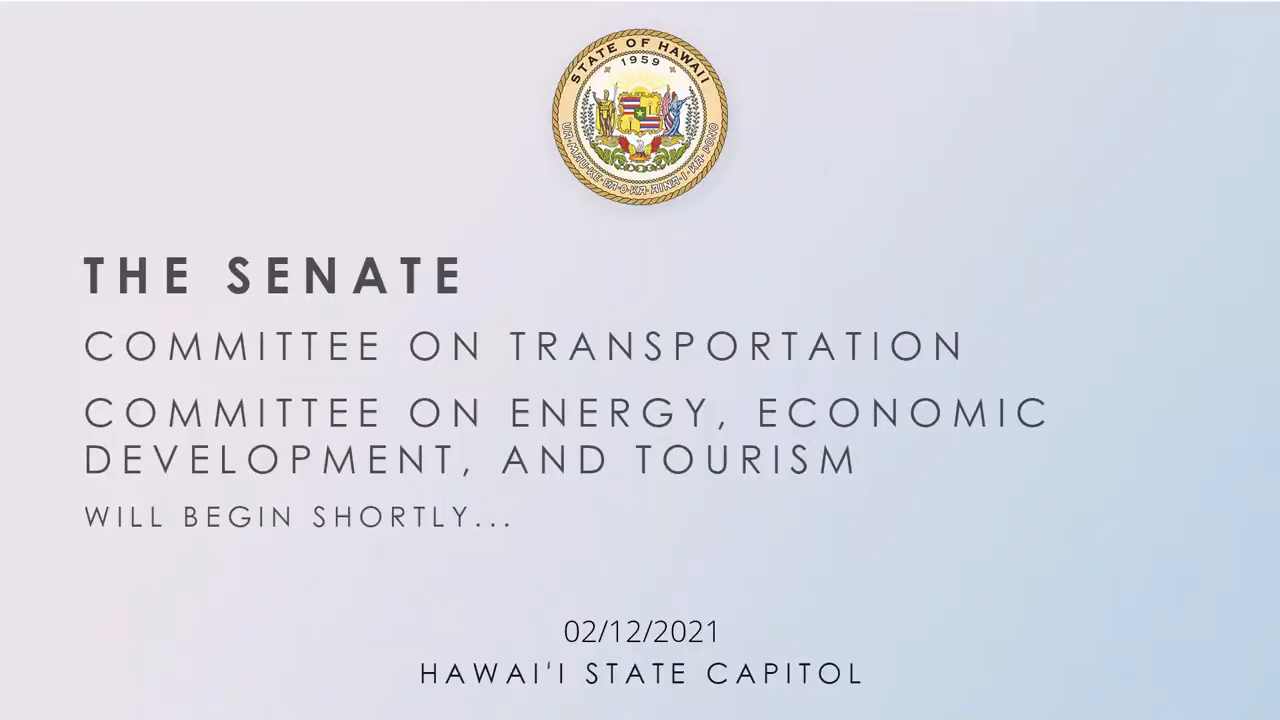 STATE OF HAWAII
1959
UA·MAU·KE·EA·O·KA·AINA·I·KA·PONO
THE SENATE
COMMITTEE ON TRANSPORTATION
COMMITTEE ON ENERGY, ECONOMIC
DEVELOPMENT, AND TOURISM
WILL BEGIN SHORTLY...
02/12/2021
HAWAIʻI STATE CAPITOL